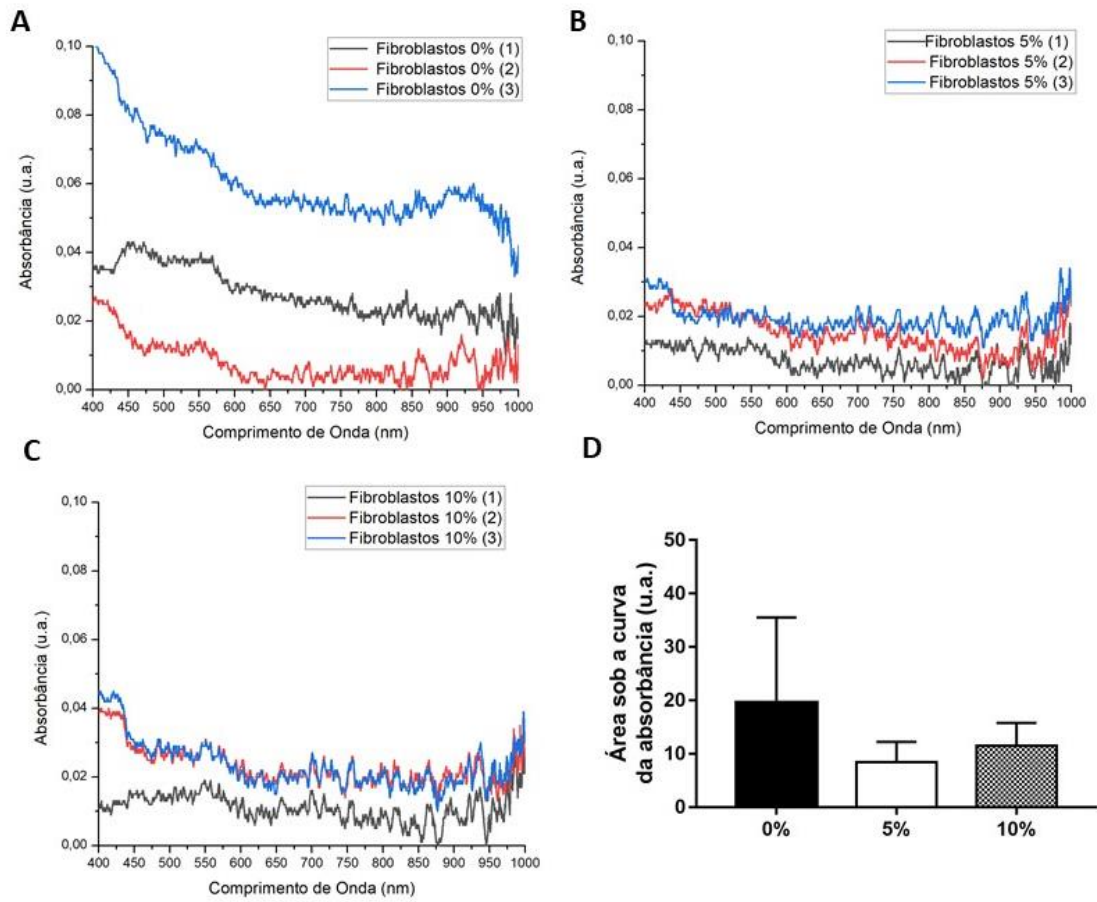 A
Fibroblastos 0% (1)
Fibroblastos 0% (2)
Fibroblastos 0% (3)
0,10
0,08
0,06
0,04
0,02
0,00
Absorbância (u.a.)
400 450 500 550 600 650 700 750 800 850 900 950 1000
Comprimento de Onda (nm)
B
Fibroblastos 5% (1)
Fibroblastos 5% (2)
Fibroblastos 5% (3)
0,10
0,08
0,06
0,04
0,02
0,00
Absorbância (u.a.)
400 450 500 550 600 650 700 750 800 850 900 950 1000
Comprimento de Onda (nm)
C
Fibroblastos 10% (1)
Fibroblastos 10% (2)
Fibroblastos 10% (3)
0,10
0,08
0,06
0,04
0,02
0,00
Absorbância (u.a.)
400 450 500 550 600 650 700 750 800 850 900 950 1000
Comprimento de Onda (nm)
D
50
40
30
20
10
0
Área sob a curva
da absorbância (u.a.)
0% 5% 10%